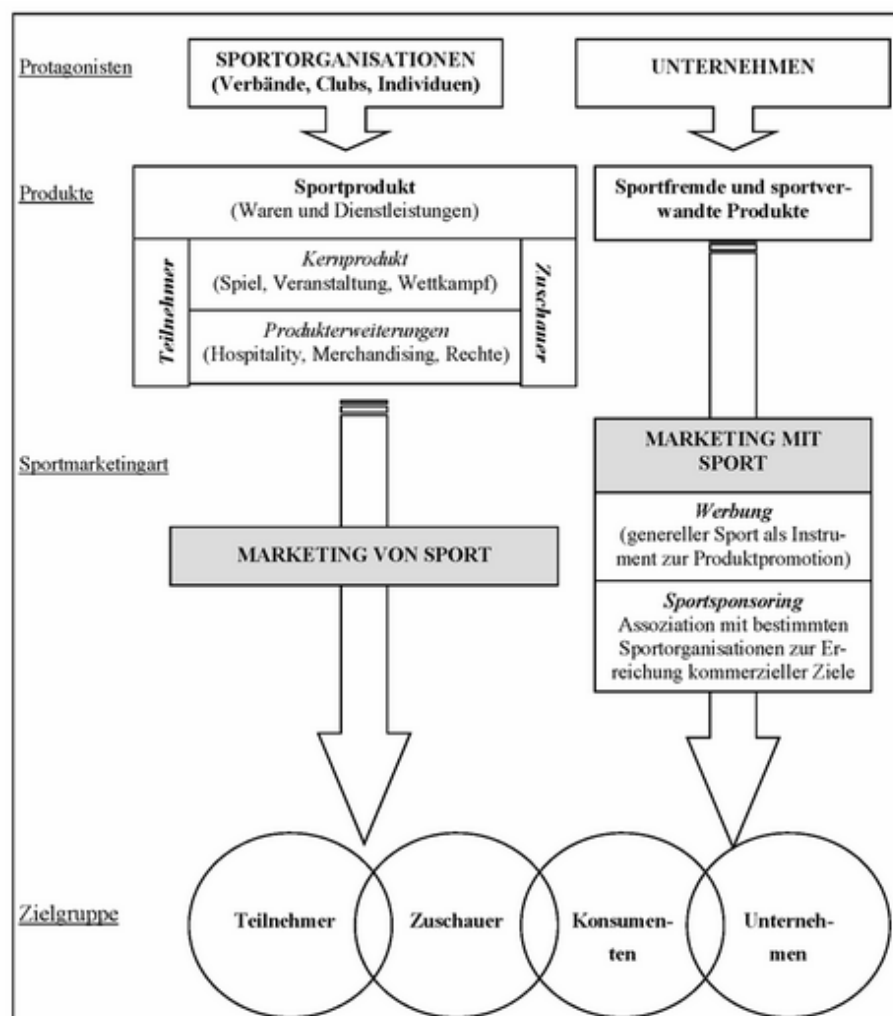 Protagonisten
SPORTORGANISATIONEN
(Verbände, Clubs, Individuen)
UNTERNEHMEN
Produkte
Sportprodukt
(Waren und Dienstleistungen)
Teilnehmer
Kernprodukt
(Spiel, Veranstaltung, Wettkampf)
Produkterweiterungen
(Hospitality, Merchandising, Rechte)
Zuschauer
Sportfremde und sportver-
wandte Produkte
Sportmarketingart
MARKETING VON SPORT
MARKETING MIT
SPORT
Werbung
(genereller Sport als Instru-
ment zur Produktpromotion)
Sportsponsoring
Assoziation mit bestimmten
Sportorganisationen zur Er-
reichung kommerzieller Ziele
Zielgruppe
Teilnehmer
Zuschauer
Konsumen-
ten
Unterneh-
men